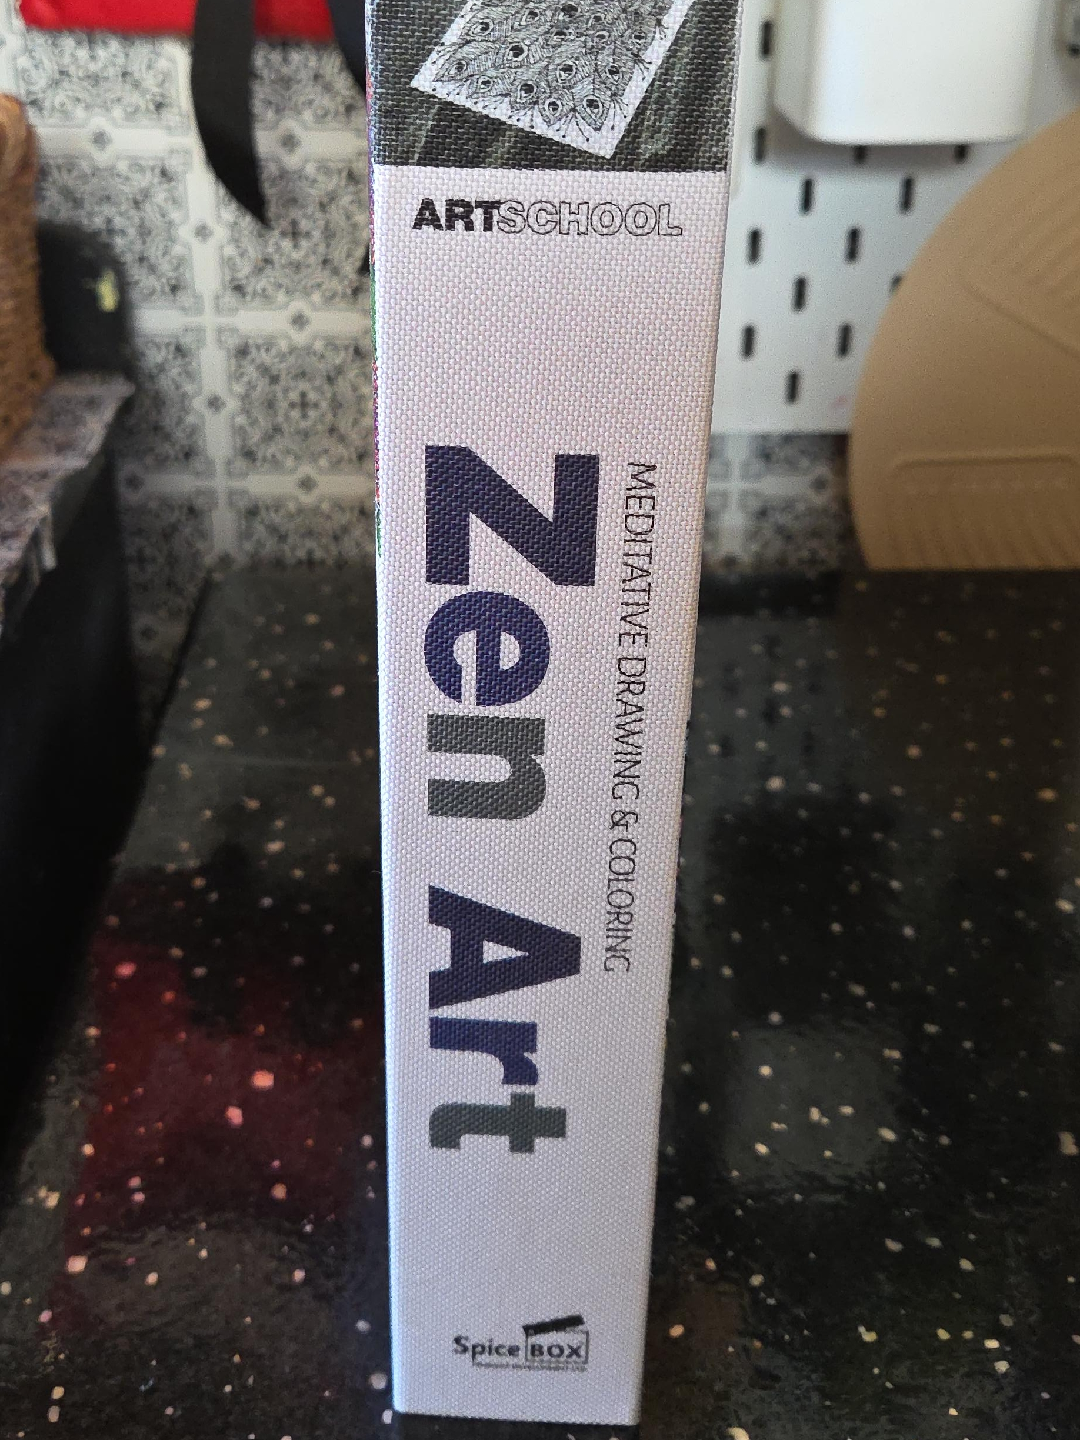 ARTSCHOOL
MEDITATIVE DRAWING & COLORING
Zen Art
Spice BOX